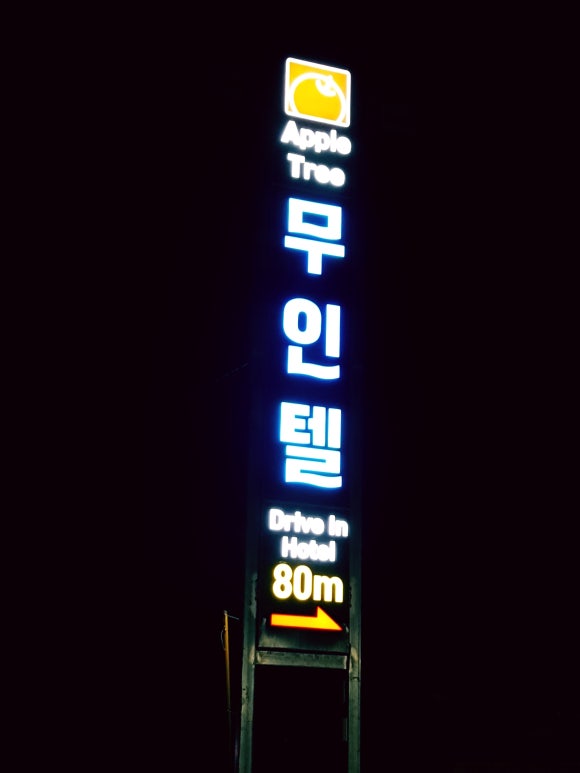 Apple
Tree
무
인
텔
Drive in
Hotel
80m